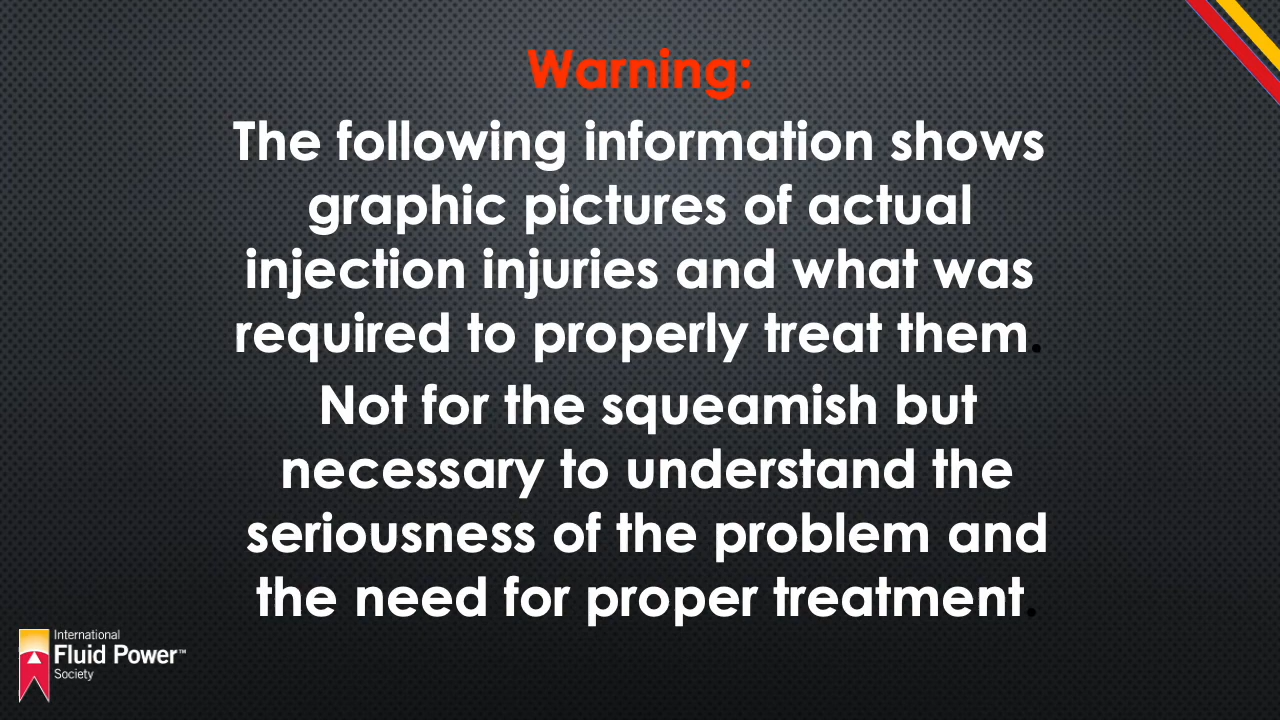 Warning:
The following information shows
graphic pictures of actual
injection injuries and what was
required to properly treat them.
Not for the squeamish but
necessary to understand the
seriousness of the problem and
the need for proper treatment.
International
Fluid Power™
Society